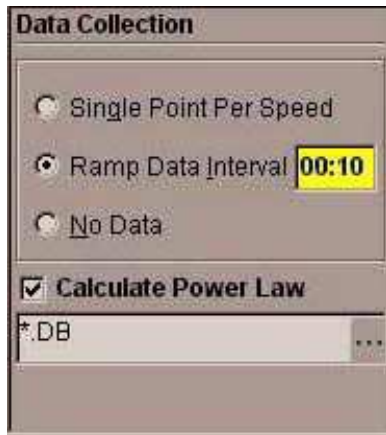 Data Collection
Single Point Per Speed
Ramp Data Interval 00:10
No Data
Calculate Power Law
*.DB ...